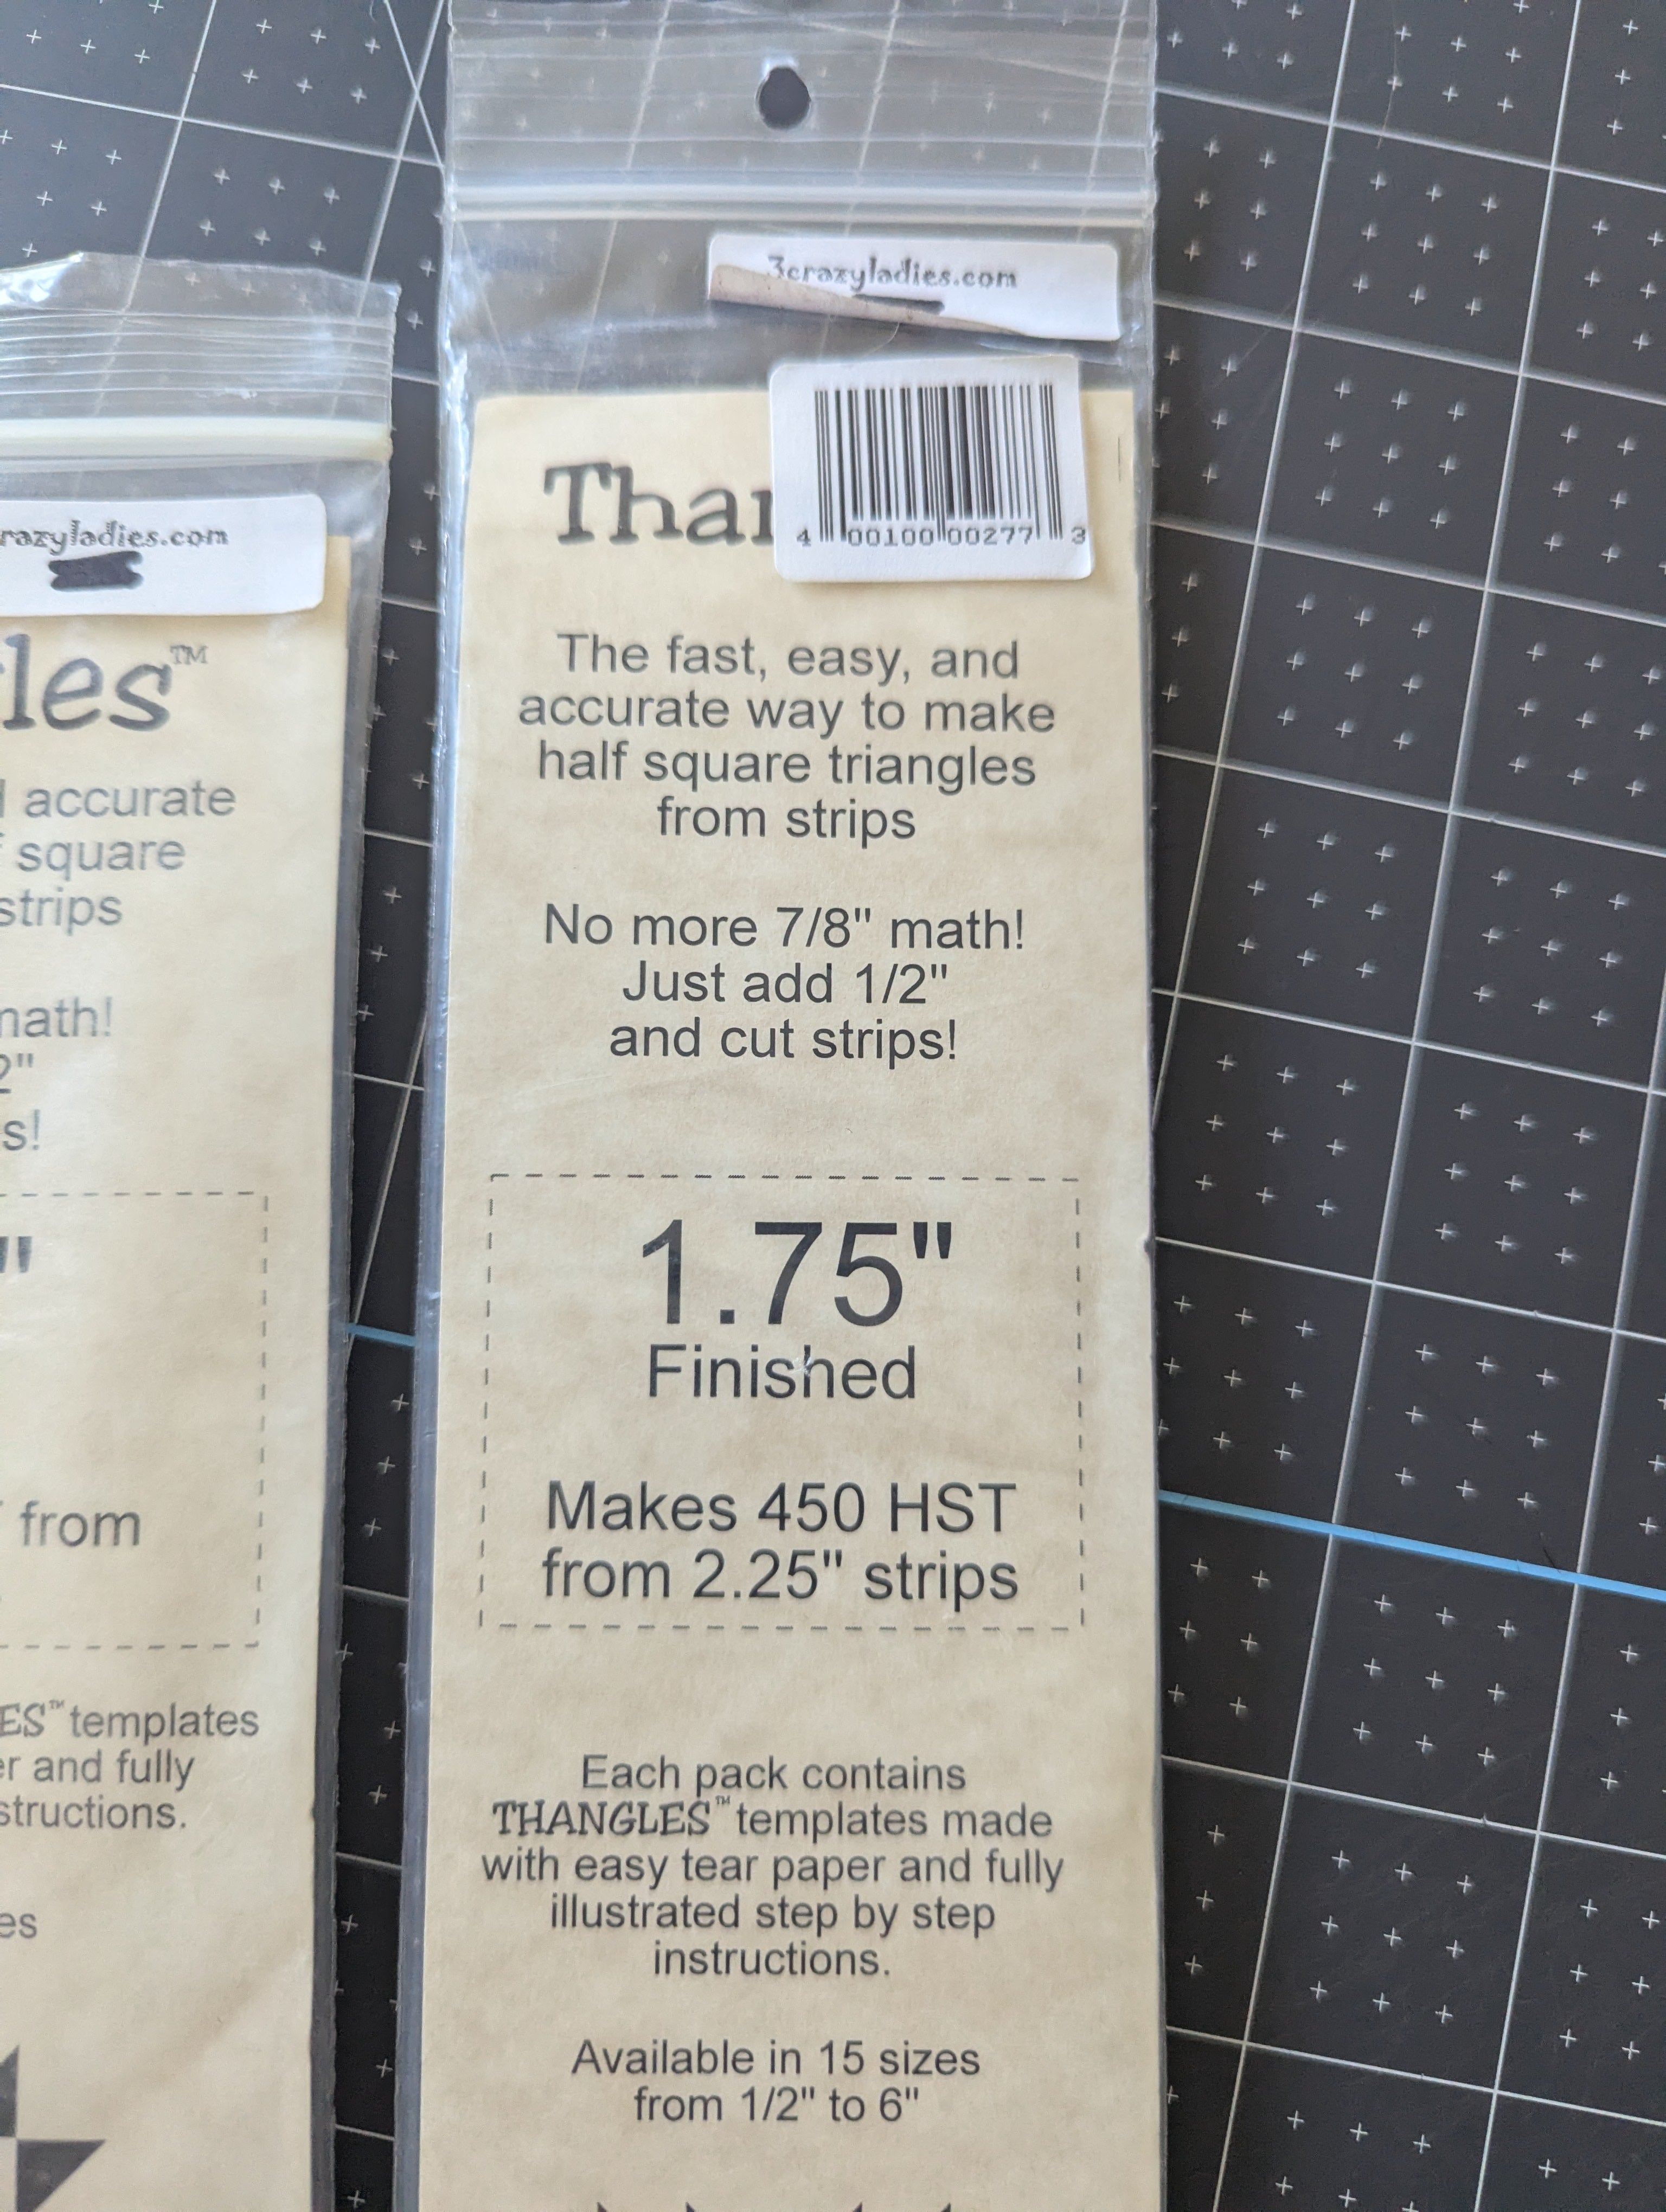 3crazyladies.com
4 00100 00277 3
The fast, easy, and
accurate way to make
half square triangles
from strips
No more 7/8" math!
Just add 1/2"
and cut strips!
1.75"
Finished
Makes 450 HST
from 2.25" strips
Each pack contains
THANGLES™ templates made
with easy tear paper and fully
illustrated step by step
instructions.
Available in 15 sizes
from 1/2" to 6"
razyladies.com
les™
accurate
square
strips
math!
2"
s!
"
from
ES™ templates
r and fully
structions.
es